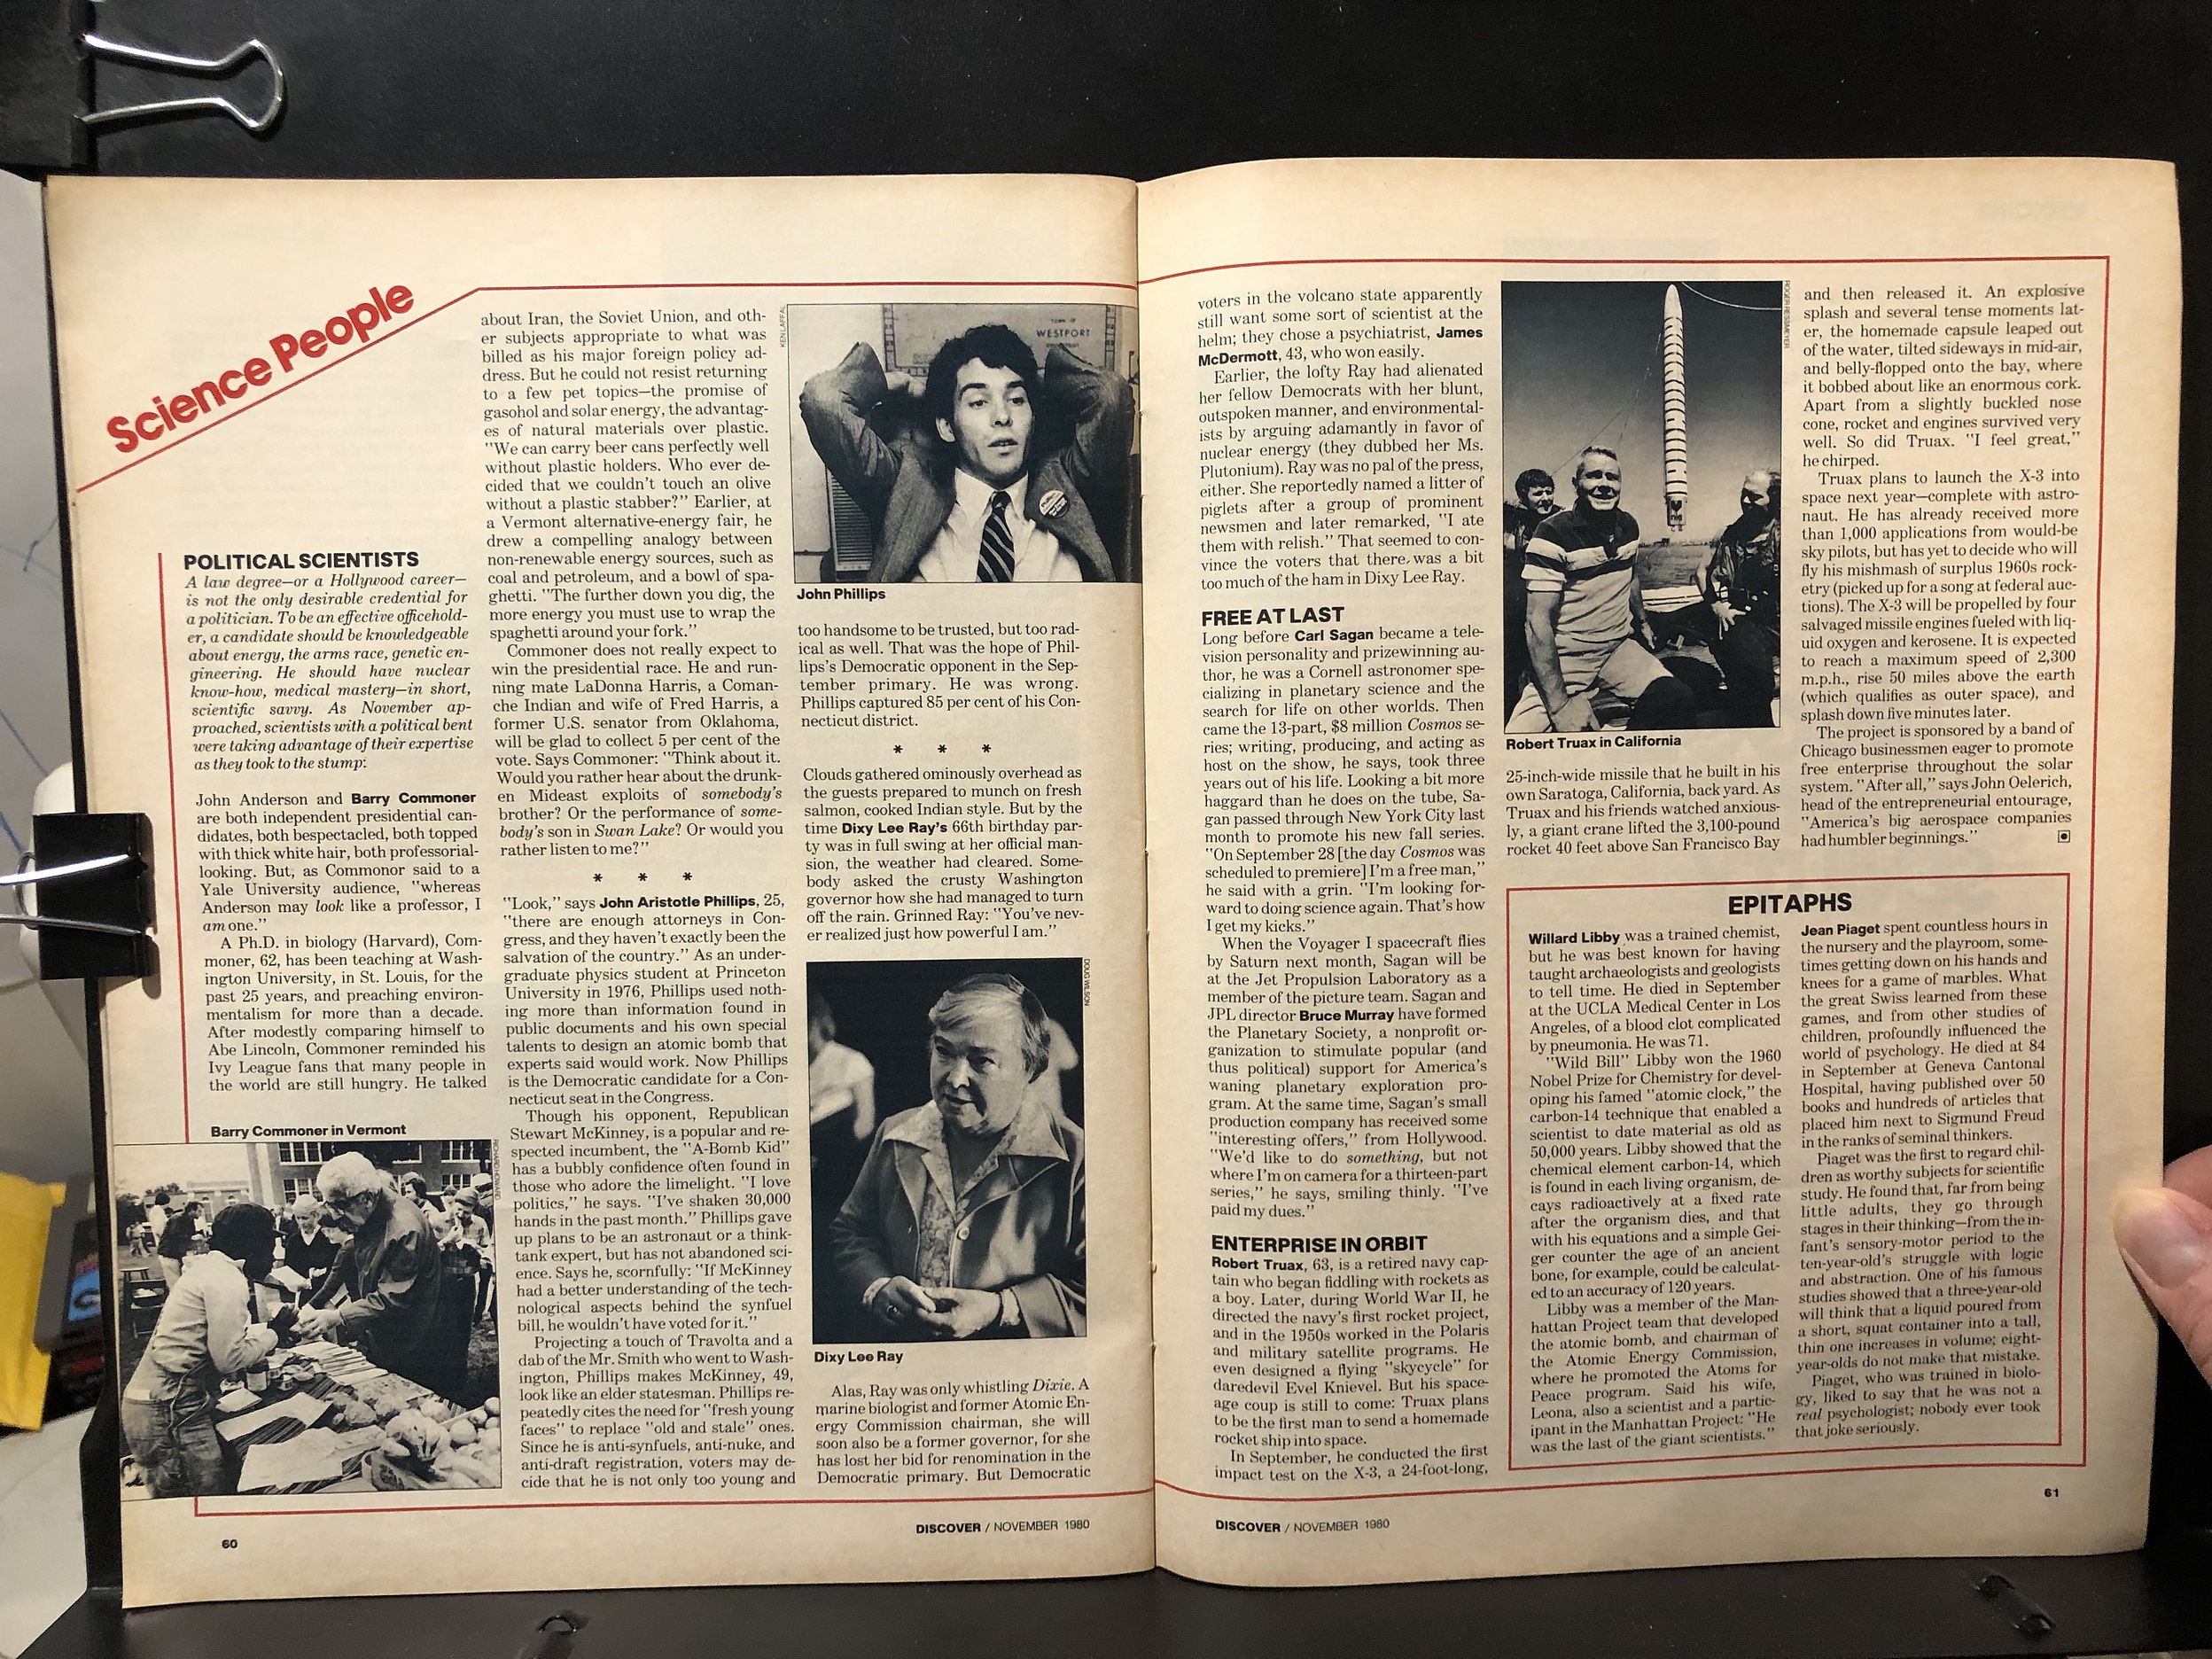 Science People
POLITICAL SCIENTISTS
A law degree—or a Hollywood career—
is not the only desirable credential for
a politician. To be an effective officehold-
er, a candidate should be knowledgeable
about energy, the arms race, genetic en-
gineering. He should have nuclear
know-how, medical mastery—in short,
scientific savvy. As November ap-
proached, scientists with a political bent
were taking advantage of their expertise
as they took to the stump:
John Anderson and Barry Commoner
are both independent presidential can-
didates, both bespectacled, both topped
with thick white hair, both professorial-
looking. But, as Commonor said to a
Yale University audience, "whereas
Anderson may look like a professor, I
am one."
A Ph.D. in biology (Harvard), Com-
moner, 62, has been teaching at Wash-
ington University, in St. Louis, for the
past 25 years, and preaching environ-
mentalism for more than a decade.
After modestly comparing himself to
Abe Lincoln, Commoner reminded his
Ivy League fans that many people in
the world are still hungry. He talked
Barry Commoner in Vermont
RICHARD HOWARD
about Iran, the Soviet Union, and oth-
er subjects appropriate to what was
billed as his major foreign policy ad-
dress. But he could not resist returning
to a few pet topics—the promise of
gasohol and solar energy, the advantag-
es of natural materials over plastic.
"We can carry beer cans perfectly well
without plastic holders. Who ever de-
cided that we couldn't touch an olive
without a plastic stabber?" Earlier, at
a Vermont alternative-energy fair, he
drew a compelling analogy between
non-renewable energy sources, such as
coal and petroleum, and a bowl of spa-
ghetti. "The further down you dig, the
more energy you must use to wrap the
spaghetti around your fork."
Commoner does not really expect to
win the presidential race. He and run-
ning mate LaDonna Harris, a Coman-
che Indian and wife of Fred Harris, a
former U.S. senator from Oklahoma,
will be glad to collect 5 per cent of the
vote. Says Commoner: "Think about it.
Would you rather hear about the drunk-
en Mideast exploits of somebody's
brother? Or the performance of some-
body's son in Swan Lake? Or would you
rather listen to me?"
* * *
"Look," says John Aristotle Phillips, 25,
"there are enough attorneys in Con-
gress, and they haven't exactly been the
salvation of the country." As an under-
graduate physics student at Princeton
University in 1976, Phillips used noth-
ing more than information found in
public documents and his own special
talents to design an atomic bomb that
experts said would work. Now Phillips
is the Democratic candidate for a Con-
necticut seat in the Congress.
Though his opponent, Republican
Stewart McKinney, is a popular and re-
spected incumbent, the "A-Bomb Kid"
has a bubbly confidence often found in
those who adore the limelight. "I love
politics," he says. "I've shaken 30,000
hands in the past month." Phillips gave
up plans to be an astronaut or a think-
tank expert, but has not abandoned sci-
ence. Says he, scornfully: "If McKinney
had a better understanding of the tech-
nological aspects behind the synfuel
bill, he wouldn't have voted for it."
Projecting a touch of Travolta and a
dab of the Mr. Smith who went to Wash-
ington, Phillips makes McKinney, 49,
look like an elder statesman. Phillips re-
peatedly cites the need for "fresh young
faces" to replace "old and stale" ones.
Since he is anti-synfuels, anti-nuke, and
anti-draft registration, voters may de-
cide that he is not only too young and
KEN LAFFAL
WESTPORT
John Phillips
too handsome to be trusted, but too rad-
ical as well. That was the hope of Phil-
lips's Democratic opponent in the Sep-
tember primary. He was wrong.
Phillips captured 85 per cent of his Con-
necticut district.
* * *
Clouds gathered ominously overhead as
the guests prepared to munch on fresh
salmon, cooked Indian style. But by the
time Dixy Lee Ray's 66th birthday par-
ty was in full swing at her official man-
sion, the weather had cleared. Some-
body asked the crusty Washington
governor how she had managed to turn
off the rain. Grinned Ray: "You've nev-
er realized just how powerful I am."
DOUG WILSON
Dixy Lee Ray
Alas, Ray was only whistling Dixie. A
marine biologist and former Atomic En-
ergy Commission chairman, she will
soon also be a former governor, for she
has lost her bid for renomination in the
Democratic primary. But Democratic
60
DISCOVER / NOVEMBER 1980
voters in the volcano state apparently
still want some sort of scientist at the
helm; they chose a psychiatrist, James
McDermott, 43, who won easily.
Earlier, the lofty Ray had alienated
her fellow Democrats with her blunt,
outspoken manner, and environmental-
ists by arguing adamantly in favor of
nuclear energy (they dubbed her Ms.
Plutonium). Ray was no pal of the press,
either. She reportedly named a litter of
piglets after a group of prominent
newsmen and later remarked, "I ate
them with relish." That seemed to con-
vince the voters that there was a bit
too much of the ham in Dixy Lee Ray.
FREE AT LAST
Long before Carl Sagan became a tele-
vision personality and prizewinning au-
thor, he was a Cornell astronomer spe-
cializing in planetary science and the
search for life on other worlds. Then
came the 13-part, $8 million Cosmos se-
ries; writing, producing, and acting as
host on the show, he says, took three
years out of his life. Looking a bit more
haggard than he does on the tube, Sa-
gan passed through New York City last
month to promote his new fall series.
"On September 28 [the day Cosmos was
scheduled to premiere] I'm a free man,"
he said with a grin. "I'm looking for-
ward to doing science again. That's how
I get my kicks."
When the Voyager I spacecraft flies
by Saturn next month, Sagan will be
at the Jet Propulsion Laboratory as a
member of the picture team. Sagan and
JPL director Bruce Murray have formed
the Planetary Society, a nonprofit or-
ganization to stimulate popular (and
thus political) support for America's
waning planetary exploration pro-
gram. At the same time, Sagan's small
production company has received some
"interesting offers," from Hollywood.
"We'd like to do something, but not
where I'm on camera for a thirteen-part
series," he says, smiling thinly. "I've
paid my dues."
ENTERPRISE IN ORBIT
Robert Truax, 63, is a retired navy cap-
tain who began fiddling with rockets as
a boy. Later, during World War II, he
directed the navy's first rocket project,
and in the 1950s worked in the Polaris
and military satellite programs. He
even designed a flying "skycycle" for
daredevil Evel Knievel. But his space-
age coup is still to come: Truax plans
to be the first man to send a homemade
rocket ship into space.
In September, he conducted the first
impact test on the X-3, a 24-foot-long,
ROGER RESSMEYER
Robert Truax in California
25-inch-wide missile that he built in his
own Saratoga, California, back yard. As
Truax and his friends watched anxious-
ly, a giant crane lifted the 3,100-pound
rocket 40 feet above San Francisco Bay
and then released it. An explosive
splash and several tense moments lat-
er, the homemade capsule leaped out
of the water, tilted sideways in mid-air,
and belly-flopped onto the bay, where
it bobbed about like an enormous cork.
Apart from a slightly buckled nose
cone, rocket and engines survived very
well. So did Truax. "I feel great,"
he chirped.
Truax plans to launch the X-3 into
space next year—complete with astro-
naut. He has already received more
than 1,000 applications from would-be
sky pilots, but has yet to decide who will
fly his mishmash of surplus 1960s rock-
etry (picked up for a song at federal auc-
tions). The X-3 will be propelled by four
salvaged missile engines fueled with liq-
uid oxygen and kerosene. It is expected
to reach a maximum speed of 2,300
m.p.h., rise 50 miles above the earth
(which qualifies as outer space), and
splash down five minutes later.
The project is sponsored by a band of
Chicago businessmen eager to promote
free enterprise throughout the solar
system. "After all," says John Oelerich,
head of the entrepreneurial entourage,
"America's big aerospace companies
had humbler beginnings."
EPITAPHS
Willard Libby was a trained chemist,
but he was best known for having
taught archaeologists and geologists
to tell time. He died in September
at the UCLA Medical Center in Los
Angeles, of a blood clot complicated
by pneumonia. He was 71.
"Wild Bill" Libby won the 1960
Nobel Prize for Chemistry for devel-
oping his famed "atomic clock," the
carbon-14 technique that enabled a
scientist to date material as old as
50,000 years. Libby showed that the
chemical element carbon-14, which
is found in each living organism, de-
cays radioactively at a fixed rate
after the organism dies, and that
with his equations and a simple Gei-
ger counter the age of an ancient
bone, for example, could be calculat-
ed to an accuracy of 120 years.
Libby was a member of the Man-
hattan Project team that developed
the atomic bomb, and chairman of
the Atomic Energy Commission,
where he promoted the Atoms for
Peace program. Said his wife,
Leona, also a scientist and a partic-
ipant in the Manhattan Project: "He
was the last of the giant scientists."
Jean Piaget spent countless hours in
the nursery and the playroom, some-
times getting down on his hands and
knees for a game of marbles. What
the great Swiss learned from these
games, and from other studies of
children, profoundly influenced the
world of psychology. He died at 84
in September at Geneva Cantonal
Hospital, having published over 50
books and hundreds of articles that
placed him next to Sigmund Freud
in the ranks of seminal thinkers.
Piaget was the first to regard chil-
dren as worthy subjects for scientific
study. He found that, far from being
little adults, they go through
stages in their thinking—from the in-
fant's sensory-motor period to the
ten-year-old's struggle with logic
and abstraction. One of his famous
studies showed that a three-year-old
will think that a liquid poured from
a short, squat container into a tall,
thin one increases in volume; eight-
year-olds do not make that mistake.
Piaget, who was trained in biolo-
gy, liked to say that he was not a
real psychologist; nobody ever took
that joke seriously.
DISCOVER / NOVEMBER 1980
61